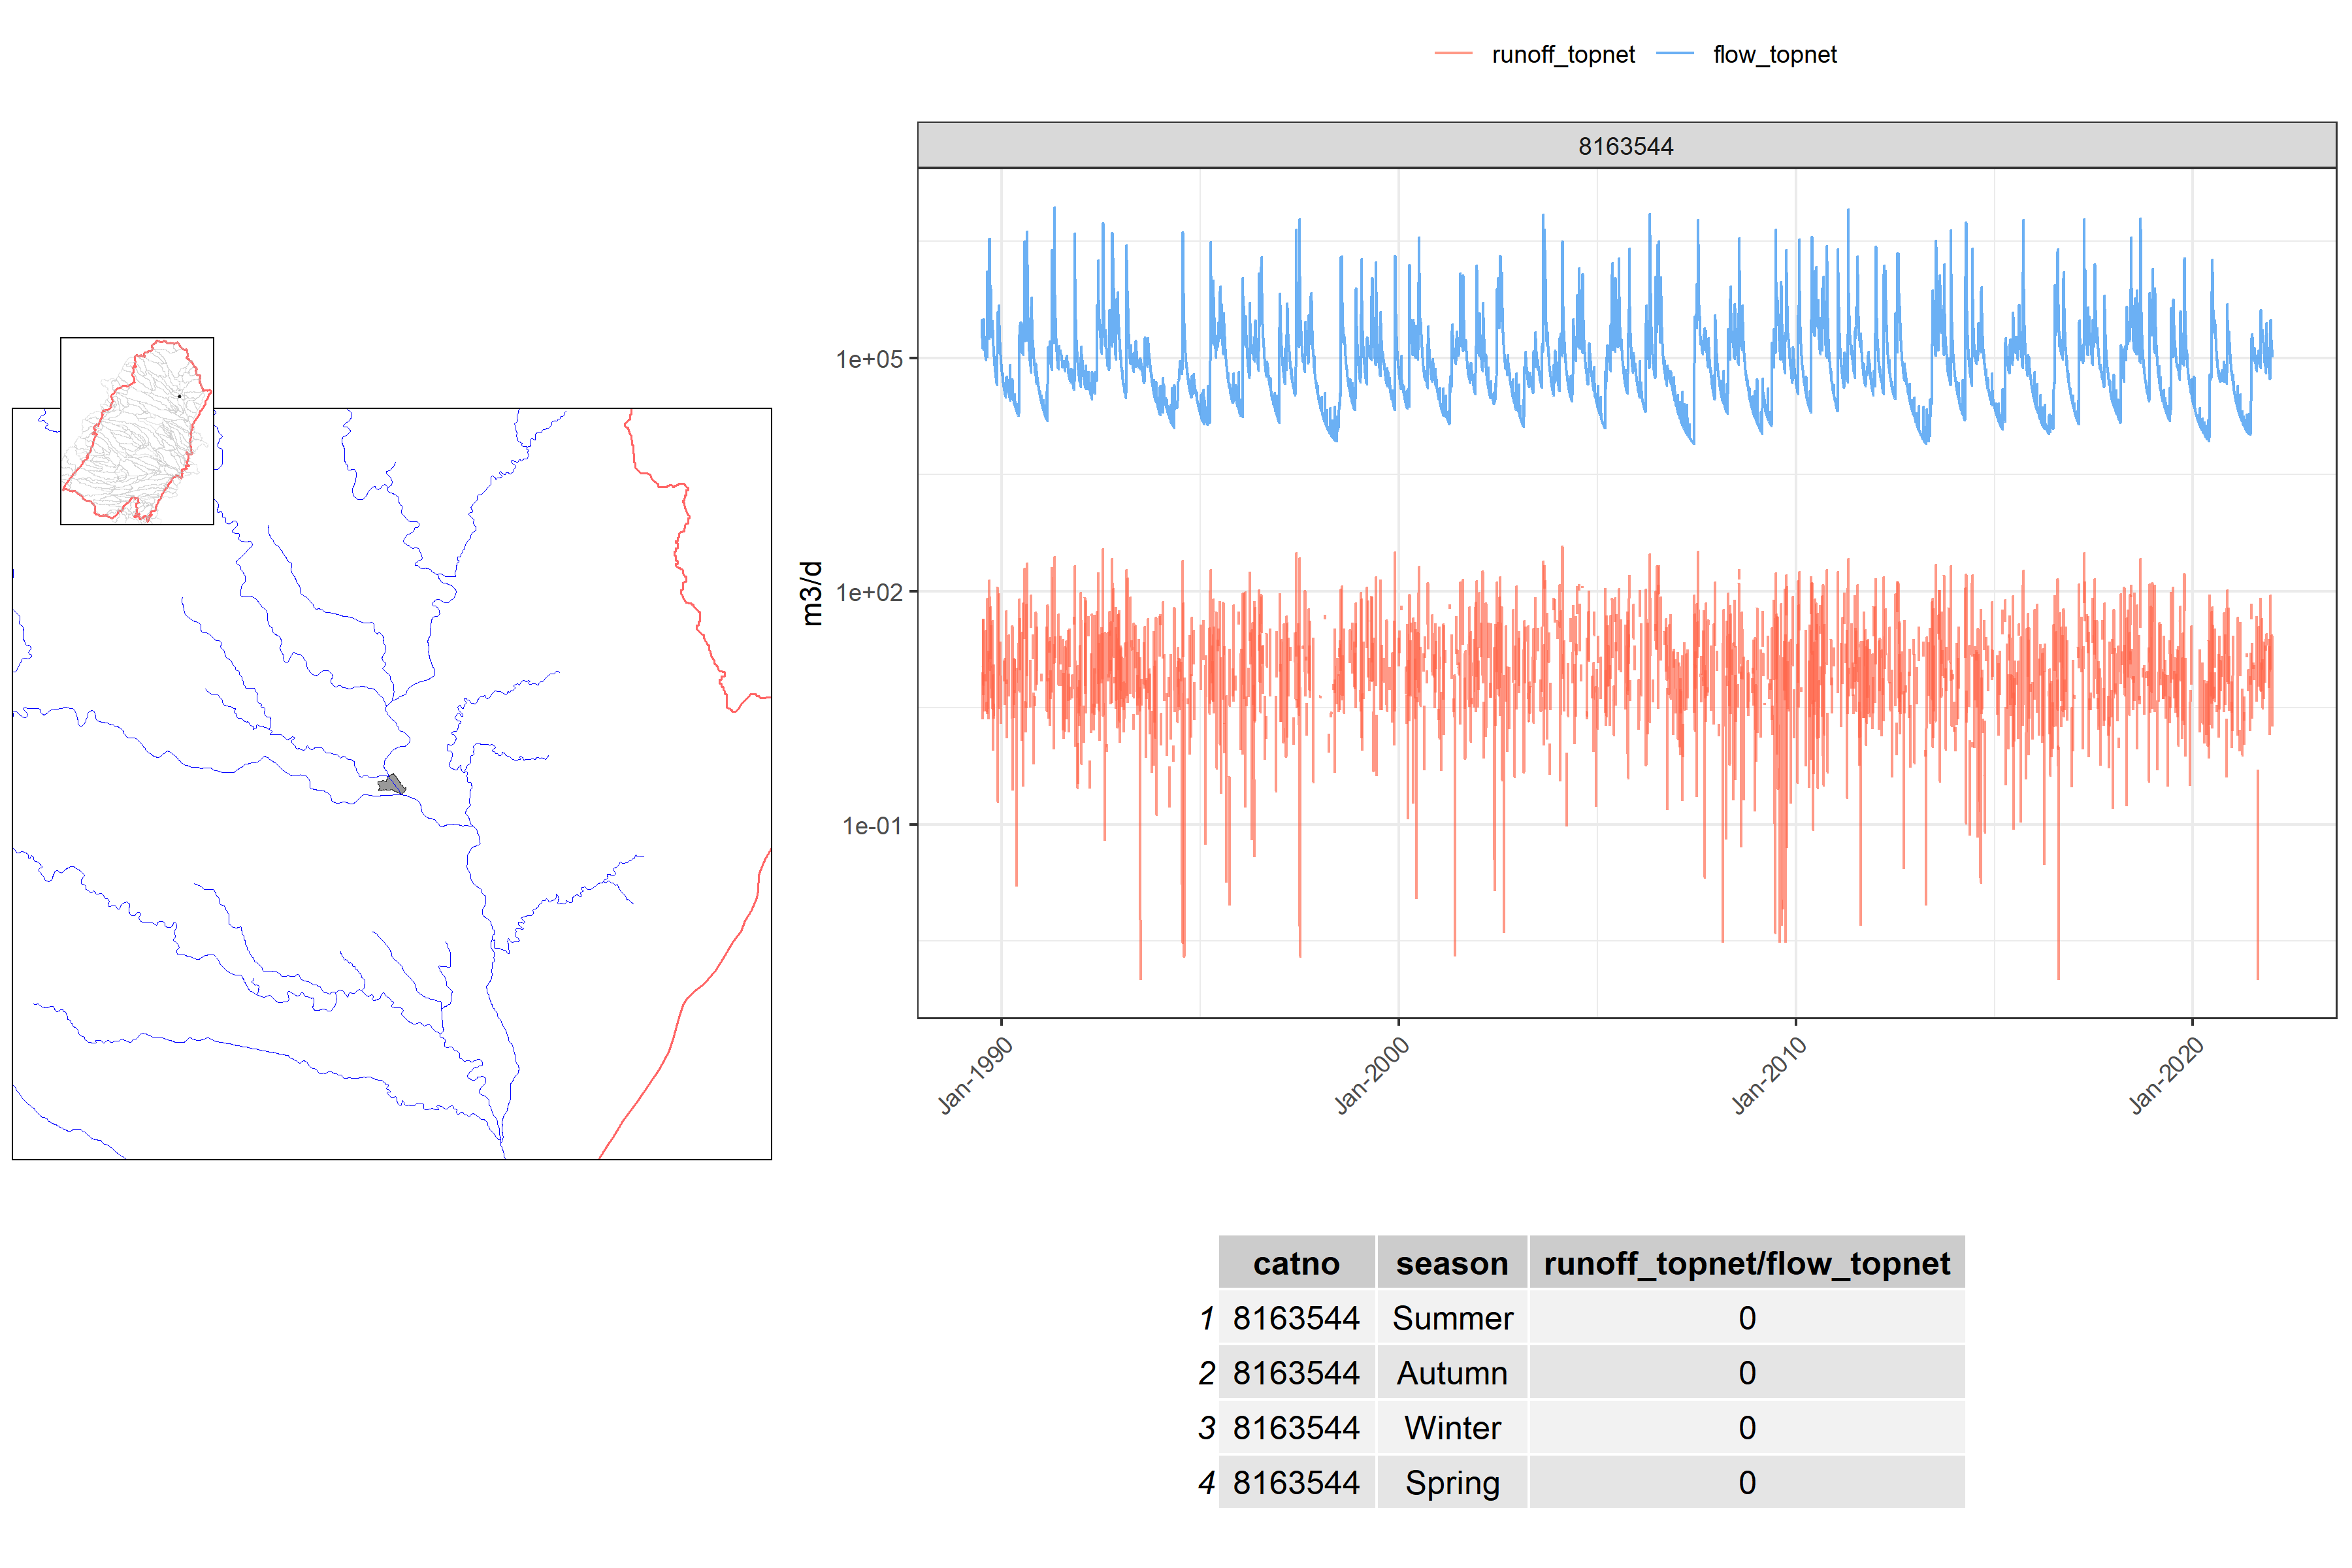 runoff_topnet flow_topnet
8163544
m3/d
1e+05
1e+02
1e-01
Jan-1990 Jan-2000 Jan-2010 Jan-2020
catno season runoff_topnet/flow_topnet
1 8163544 Summer 0
2 8163544 Autumn 0
3 8163544 Winter 0
4 8163544 Spring 0